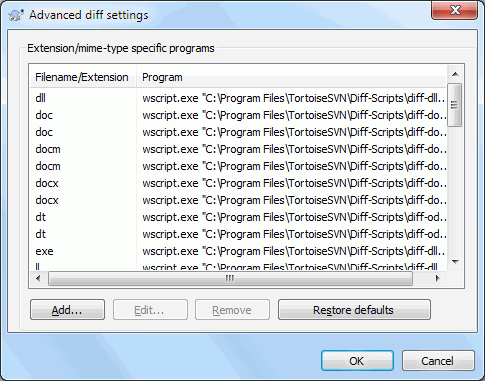 Advanced diff settings
Extension/mime-type specific programs
Filename/Extension Program
dll wscript.exe "C:\Program Files\TortoiseSVN\Diff-Scripts\diff-dll...
doc wscript.exe "C:\Program Files\TortoiseSVN\Diff-Scripts\diff-do...
doc wscript.exe "C:\Program Files\TortoiseSVN\Diff-Scripts\diff-do...
docm wscript.exe "C:\Program Files\TortoiseSVN\Diff-Scripts\diff-do...
docm wscript.exe "C:\Program Files\TortoiseSVN\Diff-Scripts\diff-do...
docx wscript.exe "C:\Program Files\TortoiseSVN\Diff-Scripts\diff-do...
docx wscript.exe "C:\Program Files\TortoiseSVN\Diff-Scripts\diff-do...
dt wscript.exe "C:\Program Files\TortoiseSVN\Diff-Scripts\diff-od...
dt wscript.exe "C:\Program Files\TortoiseSVN\Diff-Scripts\diff-od...
exe wscript.exe "C:\Program Files\TortoiseSVN\Diff-Scripts\diff-dll...
wscript.exe "C:\Program Files\TortoiseSVN\Diff-Scripts\diff-do...
Add... Edit... Remove Restore defaults
OK Cancel